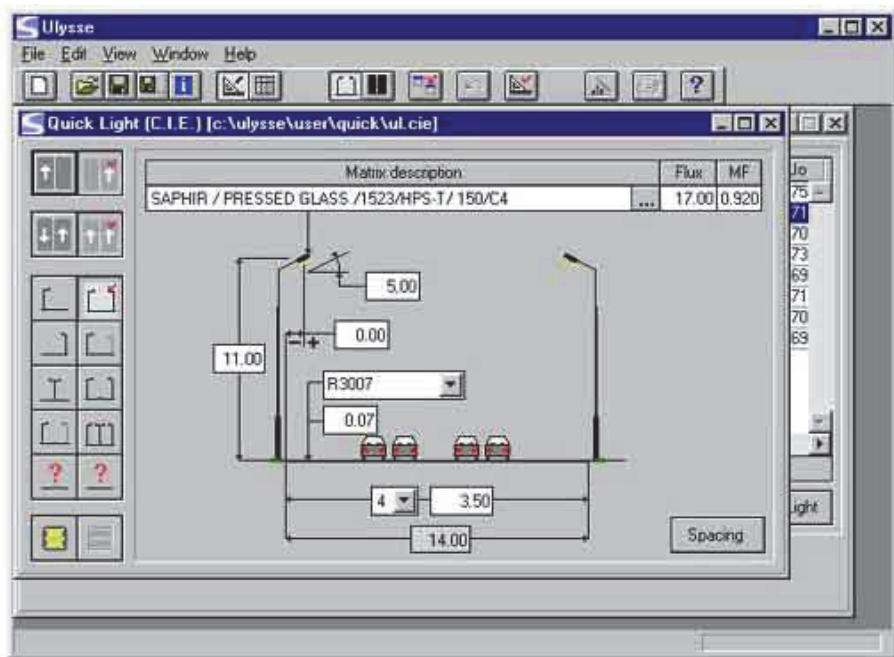 Ulysse
File Edit View Window Help
Quick Light (C.I.E.) [c:\ulysse\user\quick\ul.cie]
Matrix description Flux MF
SAPHIR / PRESSED GLASS /1523/HPS-T/ 150/C4 ... 17.00 0.920
Uo
75
71
70
73
69
71
70
69
5.00
0.00
- +
11.00
R3007
0.07
4 3.50
14.00
Spacing
ight